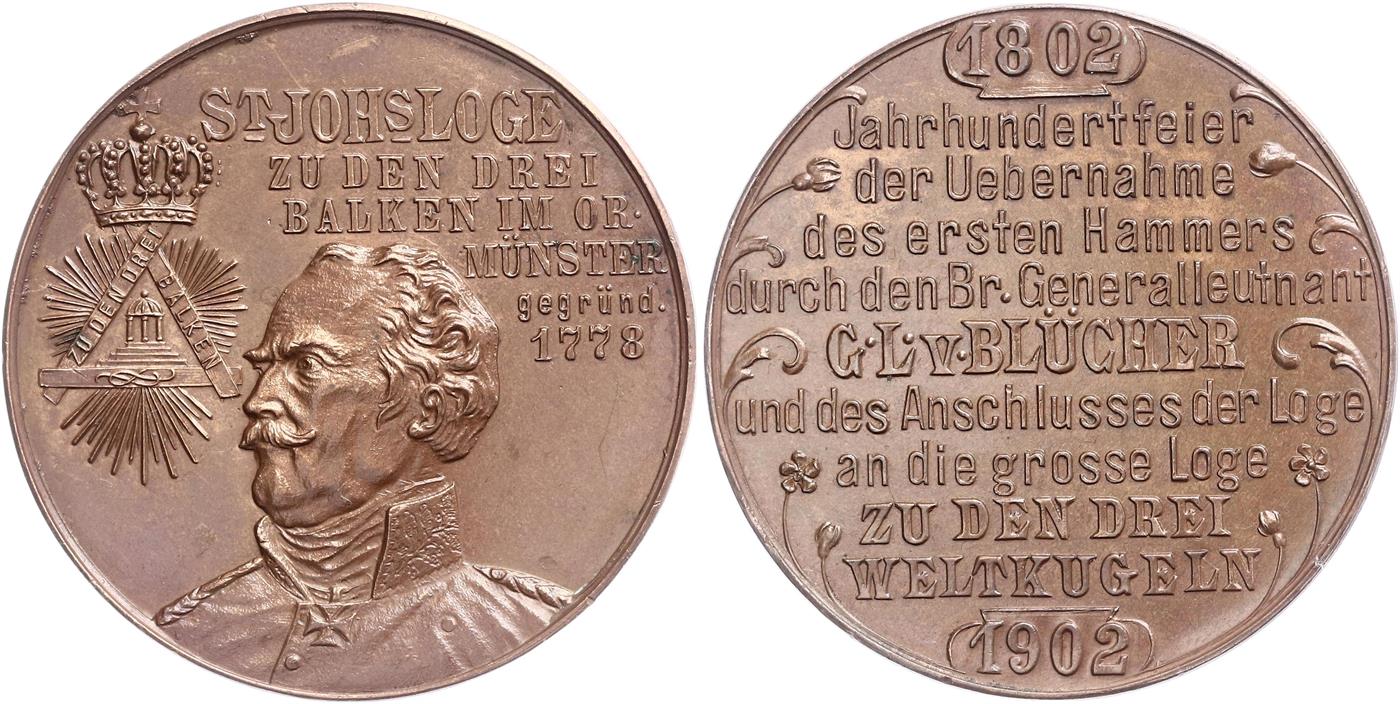 ST JOHS LOGE
ZU DEN DREI
BALKEN IM OR·
MÜNSTER
gegründ.
1778
ZU DEN DREI
BALKEN
1802
Jahrhundertfeier
der Uebernahme
des ersten Hammers
durch den Br. Generalleutnant
G·L·v·BLÜCHER
und des Anschlusses der Loge
an die grosse Loge
ZU DEN DREI
WELTKUGELN
1902